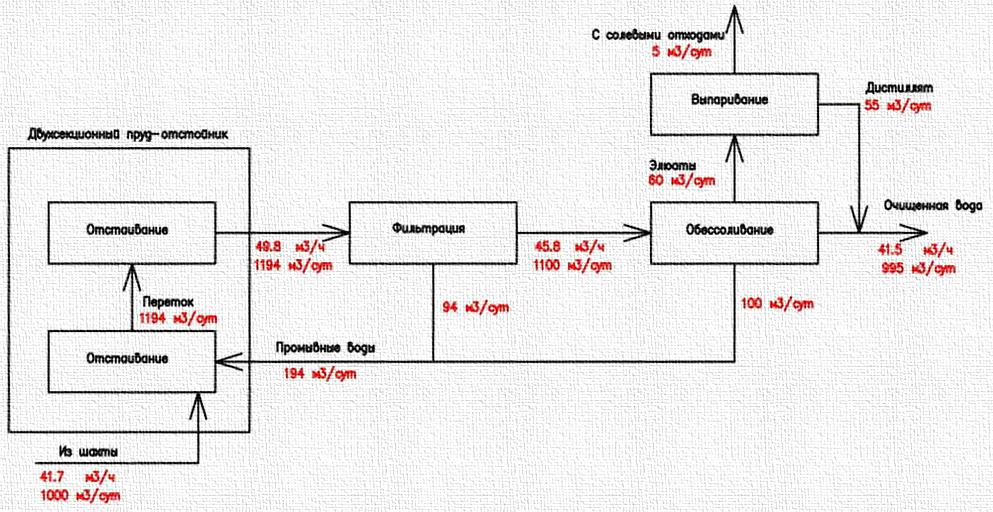 С солевыми отходами
5 м3/сут
Выпаривание
Дистиллят
55 м3/сут
Двухсекционный пруд-отстойник
Элюаты
60 м3/сут
Очищенная вода
Отстаивание
Фильтрация
Обессоливание
49.8 м3/ч
1194 м3/сут
45.8 м3/ч
1100 м3/сут
41.5 м3/ч
995 м3/сут
Переток
1194 м3/сут
94 м3/сут
100 м3/сут
Отстаивание
Промывные воды
194 м3/сут
Из шахты
41.7 м3/ч
1000 м3/сут